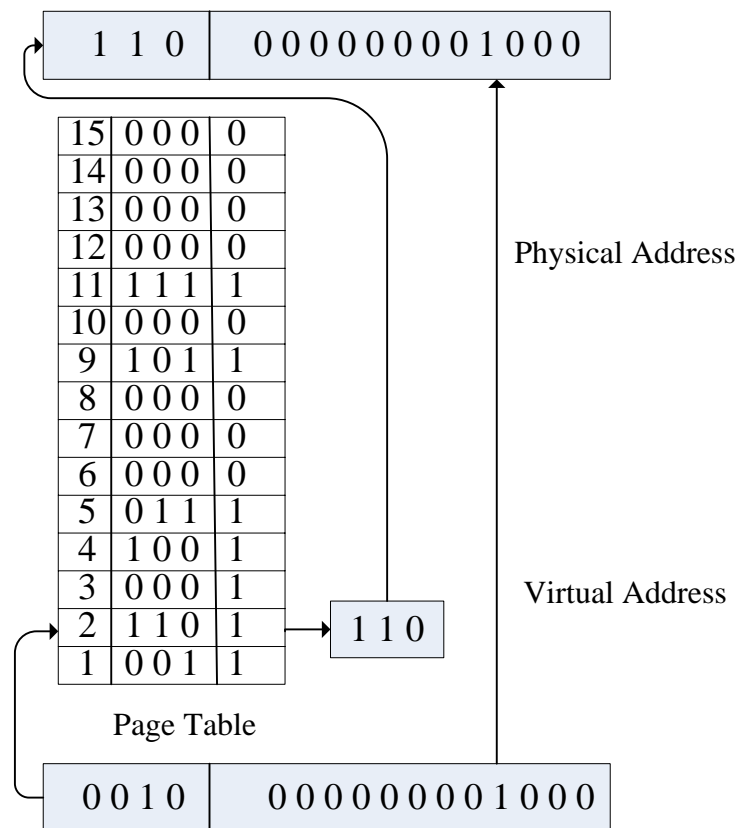 1 1 0 0 0 0 0 0 0 0 0 1 0 0 0
15 0 0 0 0
14 0 0 0 0
13 0 0 0 0
12 0 0 0 0
Physical Address
11 1 1 1 1
10 0 0 0 0
9 1 0 1 1
8 0 0 0 0
7 0 0 0 0
6 0 0 0 0
5 0 1 1 1
4 1 0 0 1
3 0 0 0 1
Virtual Address
2 1 1 0 1
1 1 0
1 0 0 1 1
Page Table
0 0 1 0 0 0 0 0 0 0 0 0 1 0 0 0